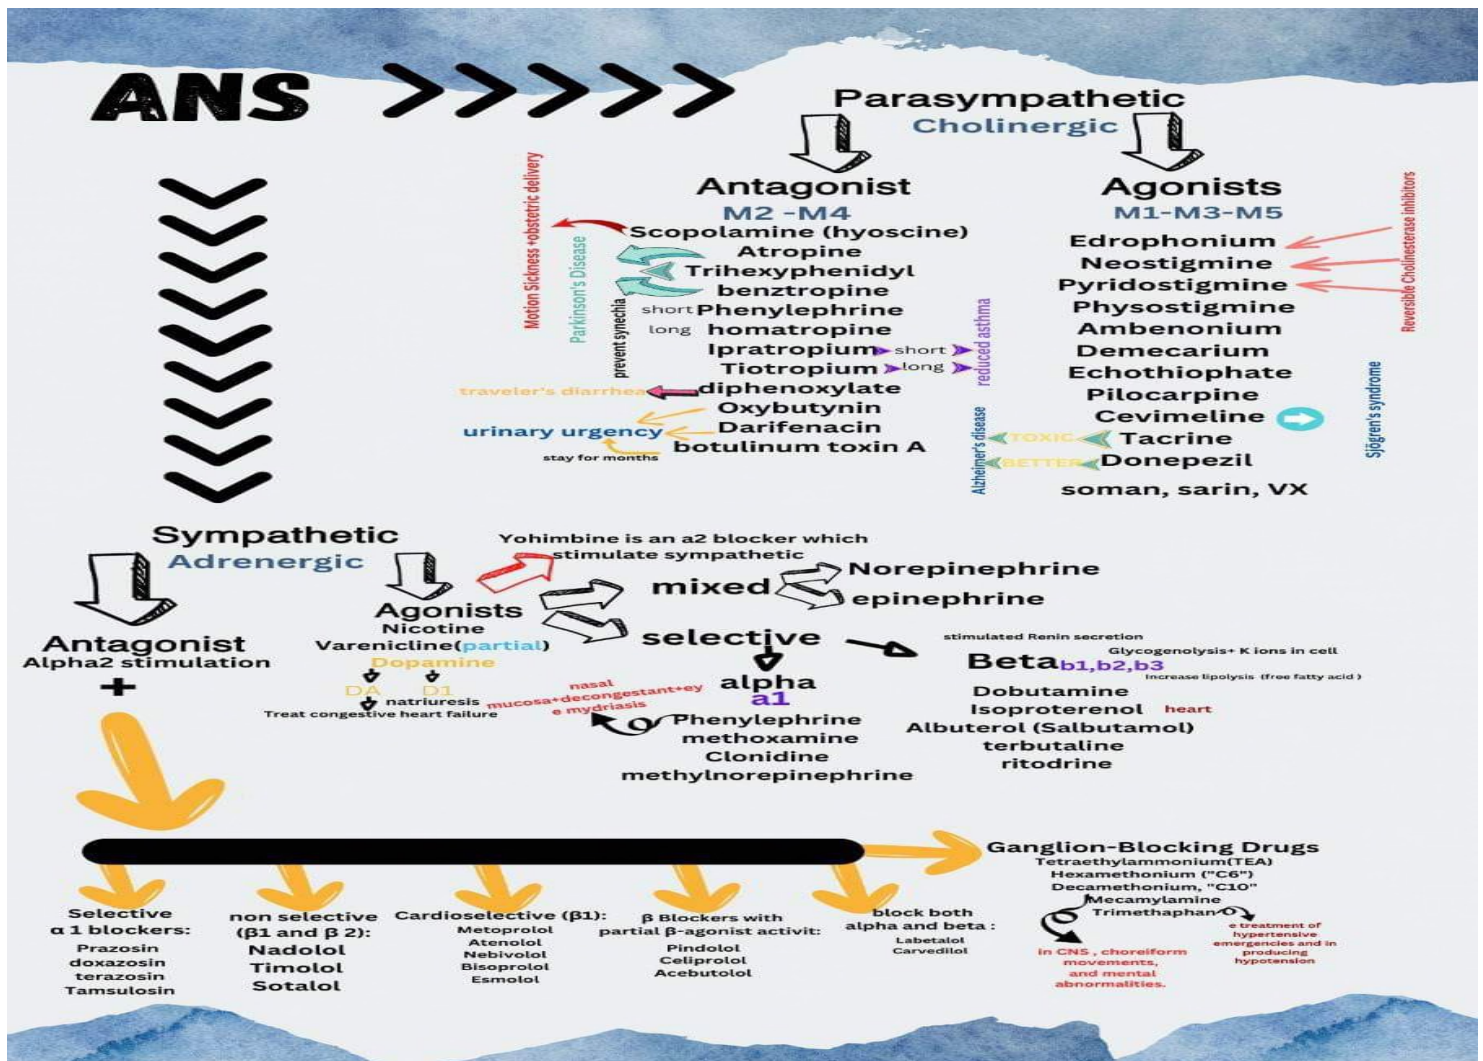 ANS
Parasympathetic
Cholinergic
Antagonist
M2 -M4
Scopolamine (hyoscine)
Atropine
Trihexyphenidyl
benztropine
short Phenylephrine
long homatropine
Ipratropium short
Tiotropium long
diphenoxylate
Oxybutynin
Darifenacin
botulinum toxin A
Motion Sickness +obstetric delivery
Parkinson's Disease
prevent synechia
reduced asthma
traveler's diarrhea
urinary urgency
stay for months
Agonists
M1-M3-M5
Edrophonium
Neostigmine
Pyridostigmine
Physostigmine
Ambenonium
Demecarium
Echothiophate
Pilocarpine
Cevimeline
TOXIC Tacrine
BETTER Donepezil
soman, sarin, VX
Reversible Cholinesterase inhibitors
Sjögren's syndrome
Alzheimer's disease
Sympathetic
Adrenergic
Antagonist
Alpha2 stimulation
+
Agonists
Nicotine
Varenicline(partial)
Dopamine
DA D1
natriuresis
Treat congestive heart failure
Yohimbine is an a2 blocker which
stimulate sympathetic
mixed
Norepinephrine
epinephrine
selective
alpha
a1
nasal
mucosa+decongestant+ey
e mydriasis
Phenylephrine
methoxamine
Clonidine
methylnorepinephrine
stimulated Renin secretion
Glycogenolysis+ K ions in cell
Beta b1,b2,b3
Increase lipolysis (free fatty acid )
Dobutamine
Isoproterenol heart
Albuterol (Salbutamol)
terbutaline
ritodrine
Selective
α 1 blockers:
Prazosin
doxazosin
terazosin
Tamsulosin
non selective
(β1 and β 2):
Nadolol
Timolol
Sotalol
Cardioselective (β1):
Metoprolol
Atenolol
Nebivolol
Bisoprolol
Esmolol
β Blockers with
partial β-agonist activit:
Pindolol
Celiprolol
Acebutolol
block both
alpha and beta :
Labetalol
Carvedilol
Ganglion-Blocking Drugs
Tetraethylammonium(TEA)
Hexamethonium ("C6")
Decamethonium, "C10"
Mecamylamine
Trimethaphan
in CNS , choreiform
movements,
and mental
abnormalities.
e treatment of
hypertensive
emergencies and in
producing
hypotension